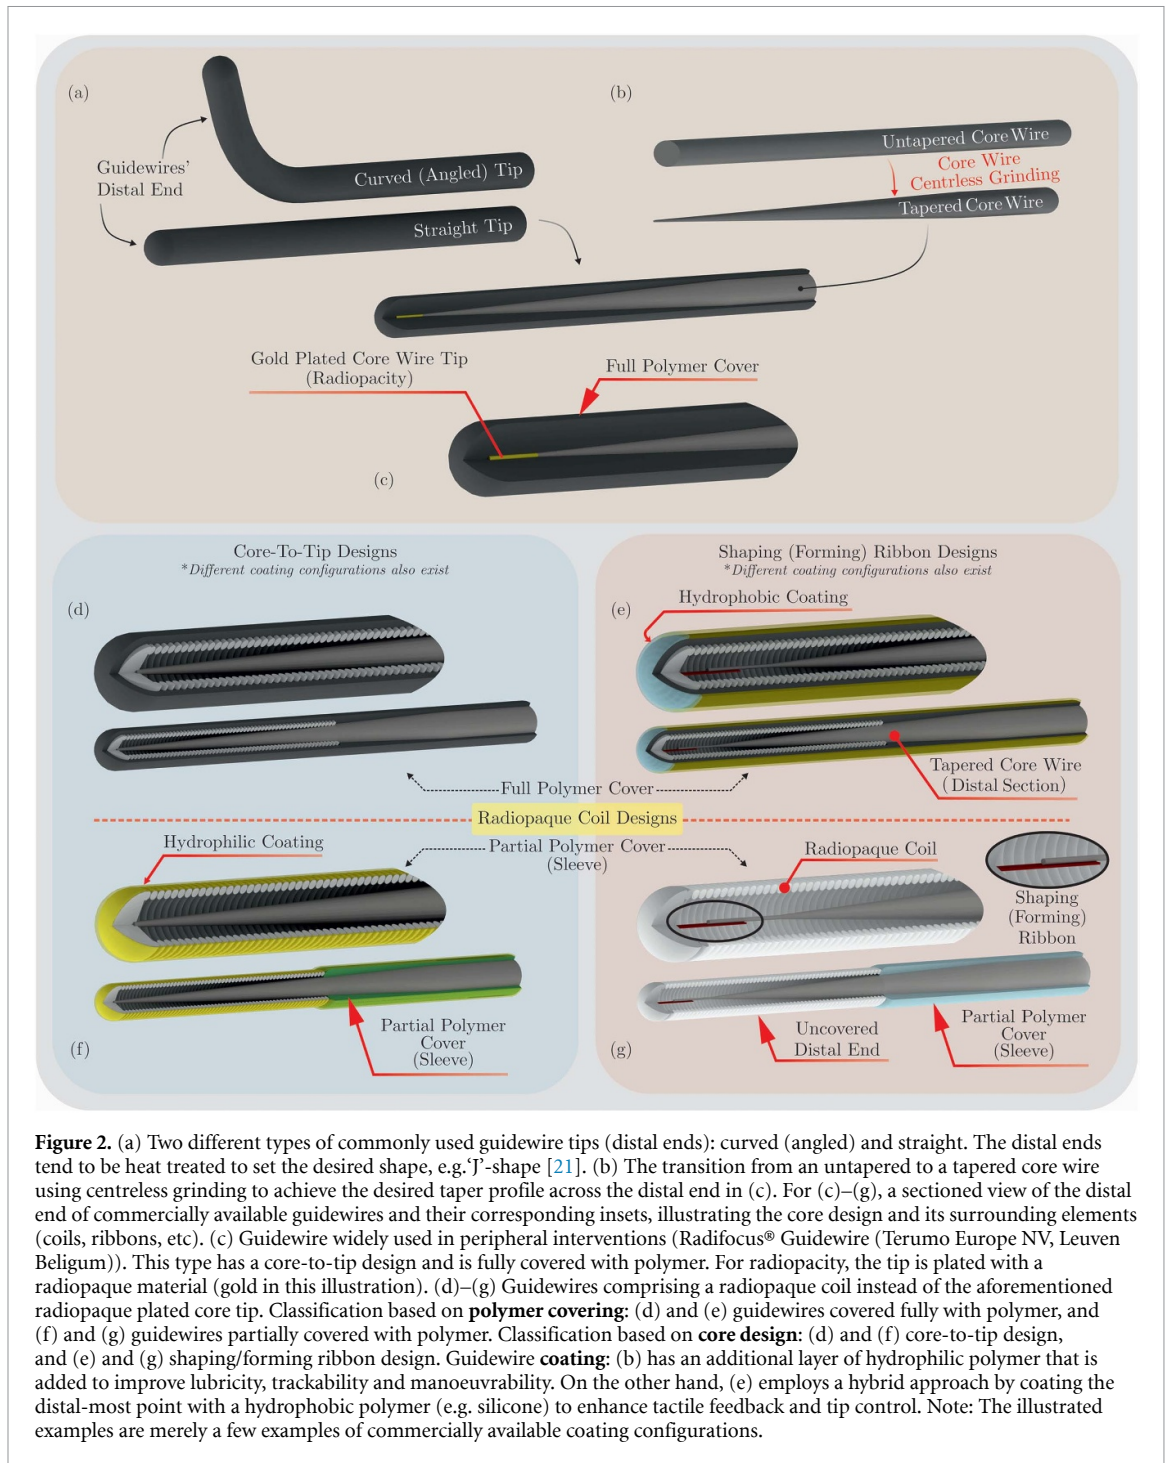 (a)
(b)
Guidewires'
Distal End
Curved (Angled) Tip
Straight Tip
Untapered Core Wire
Core Wire
Centrless Grinding
Tapered Core Wire
Gold Plated Core Wire Tip
(Radiopacity)
Full Polymer Cover
(c)
Core-To-Tip Designs
*Different coating configurations also exist
Shaping (Forming) Ribbon Designs
*Different coating configurations also exist
(d)
(e)
Hydrophobic Coating
Tapered Core Wire
(Distal Section)
Full Polymer Cover
Radiopaque Coil Designs
Hydrophilic Coating
Partial Polymer Cover
(Sleeve)
Radiopaque Coil
Shaping
(Forming)
Ribbon
Partial Polymer
Cover
(Sleeve)
(f)
Uncovered
Distal End
Partial Polymer
Cover
(Sleeve)
(g)
Figure 2. (a) Two different types of commonly used guidewire tips (distal ends): curved (angled) and straight. The distal ends
tend to be heat treated to set the desired shape, e.g.‘J’-shape [21]. (b) The transition from an untapered to a tapered core wire
using centreless grinding to achieve the desired taper profile across the distal end in (c). For (c)–(g), a sectioned view of the distal
end of commercially available guidewires and their corresponding insets, illustrating the core design and its surrounding elements
(coils, ribbons, etc). (c) Guidewire widely used in peripheral interventions (Radifocus® Guidewire (Terumo Europe NV, Leuven
Beligum)). This type has a core-to-tip design and is fully covered with polymer. For radiopacity, the tip is plated with a
radiopaque material (gold in this illustration). (d)–(g) Guidewires comprising a radiopaque coil instead of the aforementioned
radiopaque plated core tip. Classification based on polymer covering: (d) and (e) guidewires covered fully with polymer, and
(f) and (g) guidewires partially covered with polymer. Classification based on core design: (d) and (f) core-to-tip design,
and (e) and (g) shaping/forming ribbon design. Guidewire coating: (b) has an additional layer of hydrophilic polymer that is
added to improve lubricity, trackability and manoeuvrability. On the other hand, (e) employs a hybrid approach by coating the
distal-most point with a hydrophobic polymer (e.g. silicone) to enhance tactile feedback and tip control. Note: The illustrated
examples are merely a few examples of commercially available coating configurations.